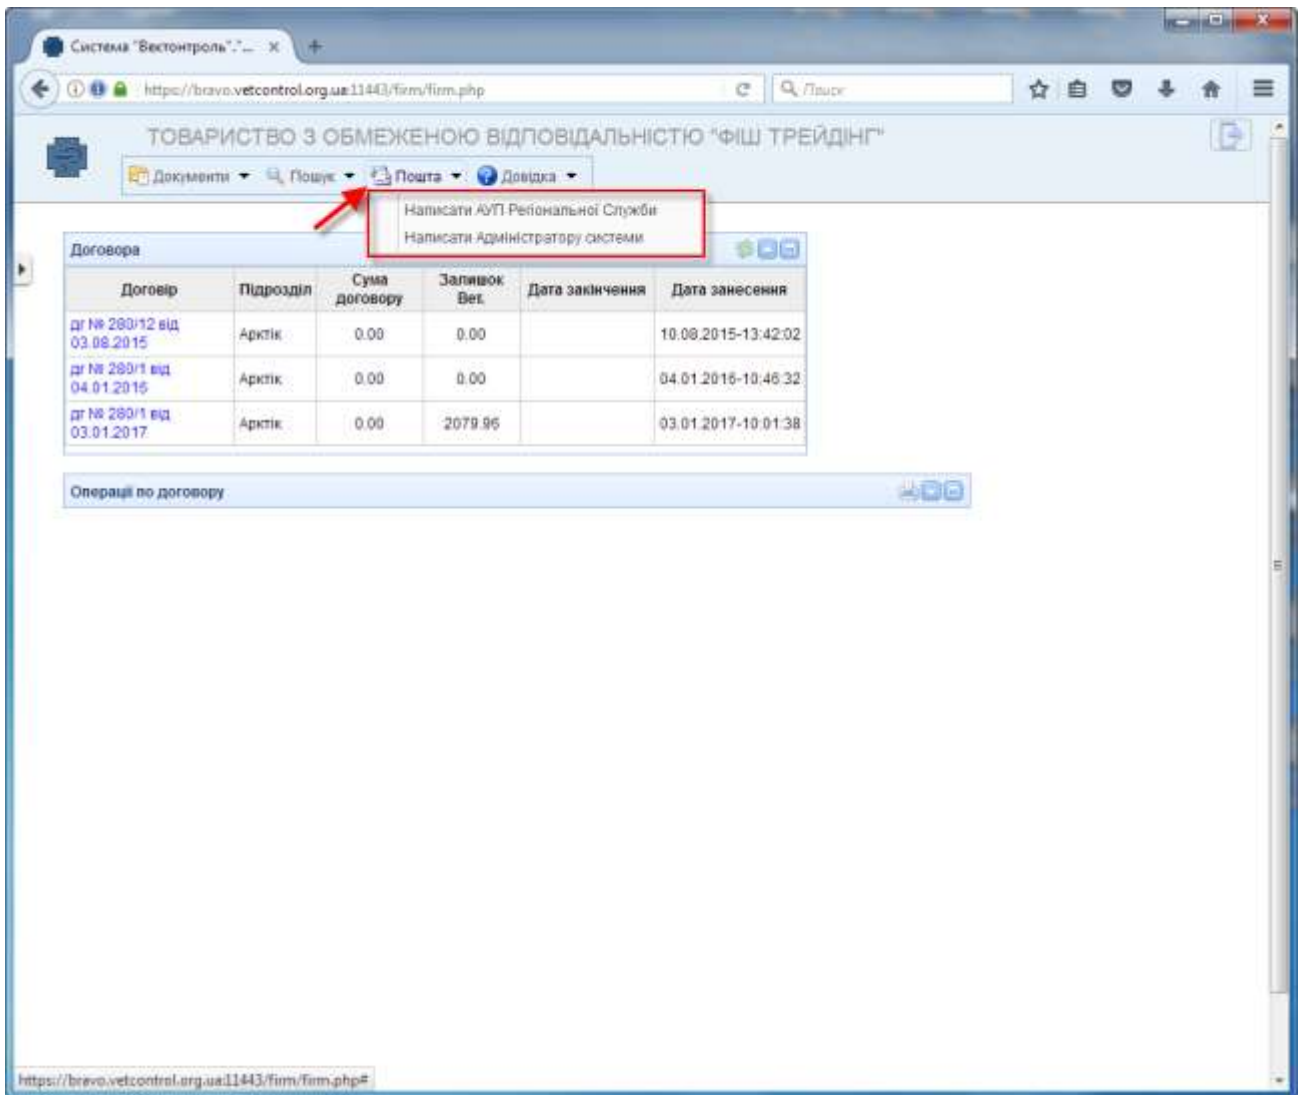 Система "Вестонтроль"."...
https://bravo.vetcontrol.org.ua:11443/firm/firm.php
Поиск
ТОВАРИСТВО З ОБМЕЖЕНОЮ ВІДПОВІДАЛЬНІСТЮ "ФІШ ТРЕЙДІНГ"
Документи Пошук Пошта Довідка
Написати АУП Регіональної Служби
Написати Адміністратору системи
Договора
Договір Підрозділ Сума договору Залишок Вет. Дата закінчення Дата занесення
дг № 280/12 від 03.08.2015 Арктік 0.00 0.00 10.08.2015-13:42:02
дг № 280/1 від 04.01.2016 Арктік 0.00 0.00 04.01.2016-10:46:32
дг № 280/1 від 03.01.2017 Арктік 0.00 2079.96 03.01.2017-10:01:38
Операції по договору
https://bravo.vetcontrol.org.ua:11443/firm/firm.php#